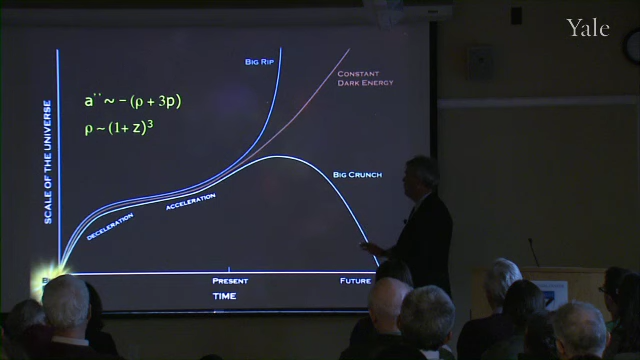 Yale
BIG RIP
CONSTANT
DARK ENERGY
a'' ~ - (ρ + 3p)
ρ ~ (1+ z)³
SCALE OF THE UNIVERSE
BIG CRUNCH
DECELERATION
ACCELERATION
PRESENT
FUTURE
TIME